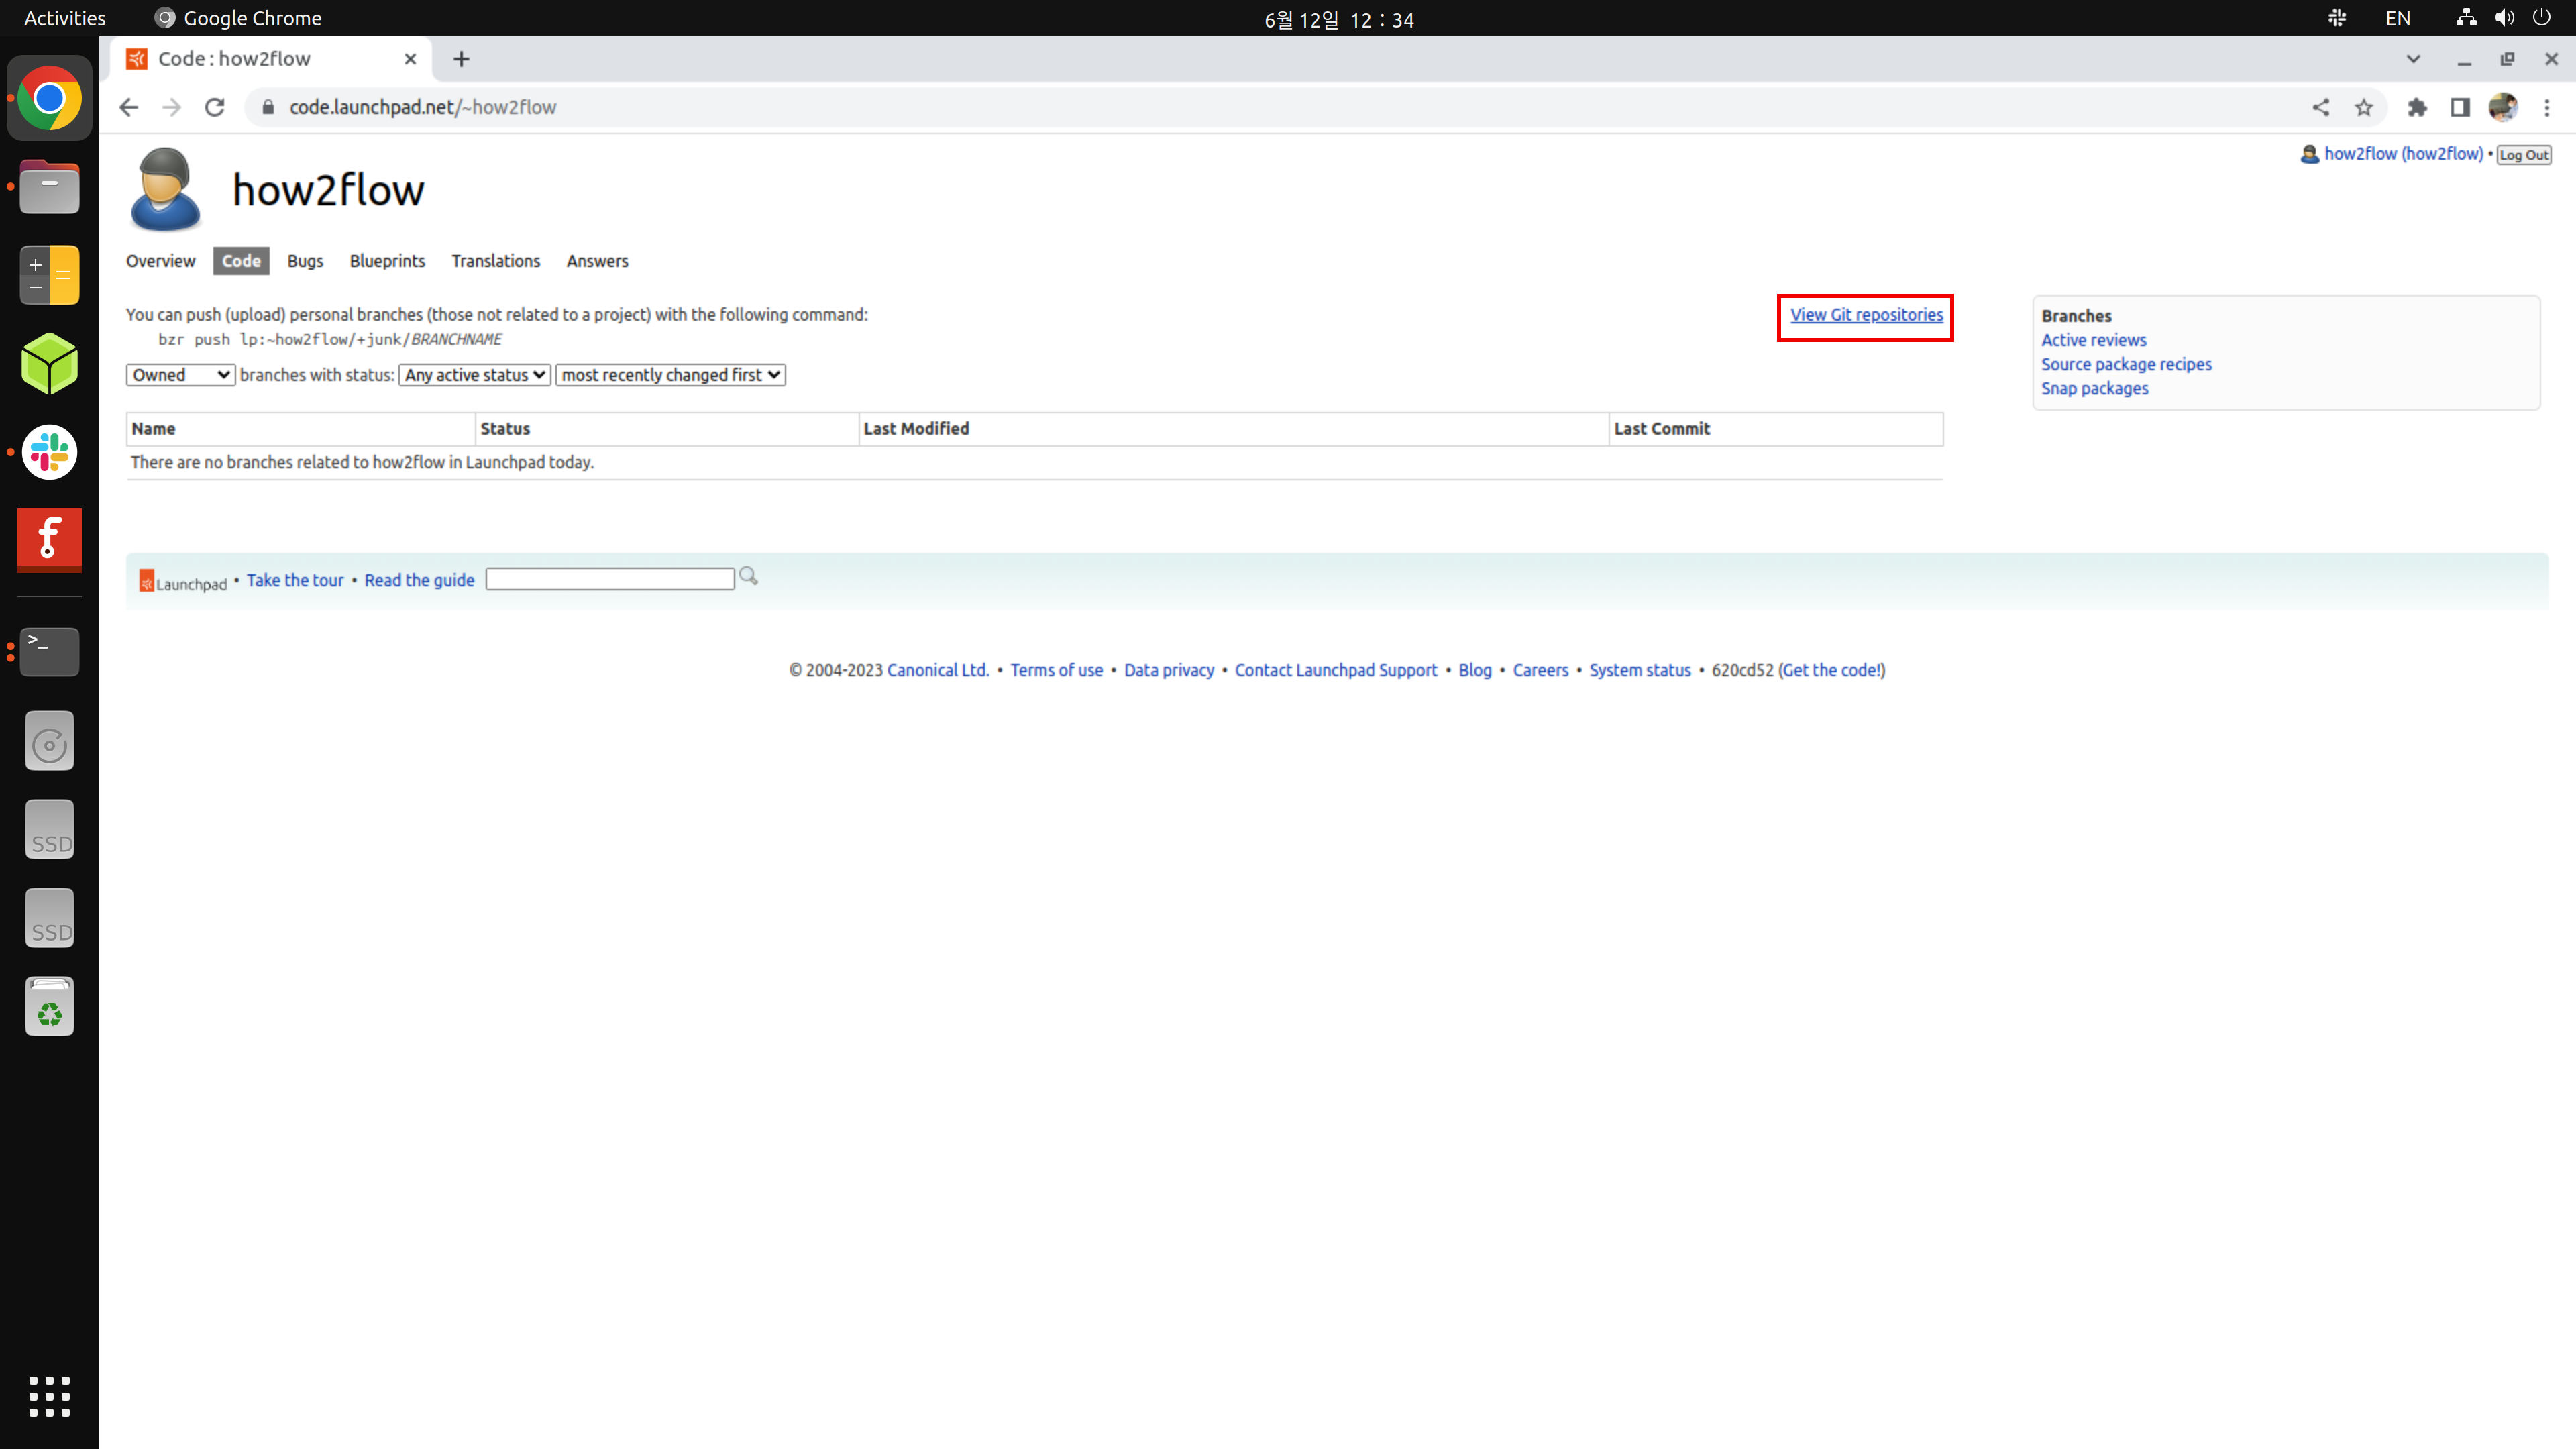 Activities Google Chrome 6월 12일 12 : 34 EN
Code : how2flow
code.launchpad.net/~how2flow
how2flow (how2flow) • Log Out
how2flow
Overview Code Bugs Blueprints Translations Answers
You can push (upload) personal branches (those not related to a project) with the following command:
bzr push lp:~how2flow/+junk/BRANCHNAME
View Git repositories
Owned branches with status: Any active status most recently changed first
Name Status Last Modified Last Commit
There are no branches related to how2flow in Launchpad today.
Branches
Active reviews
Source package recipes
Snap packages
Launchpad • Take the tour • Read the guide
© 2004-2023 Canonical Ltd. • Terms of use • Data privacy • Contact Launchpad Support • Blog • Careers • System status • 620cd52 (Get the code!)
f
>_
SSD
SSD